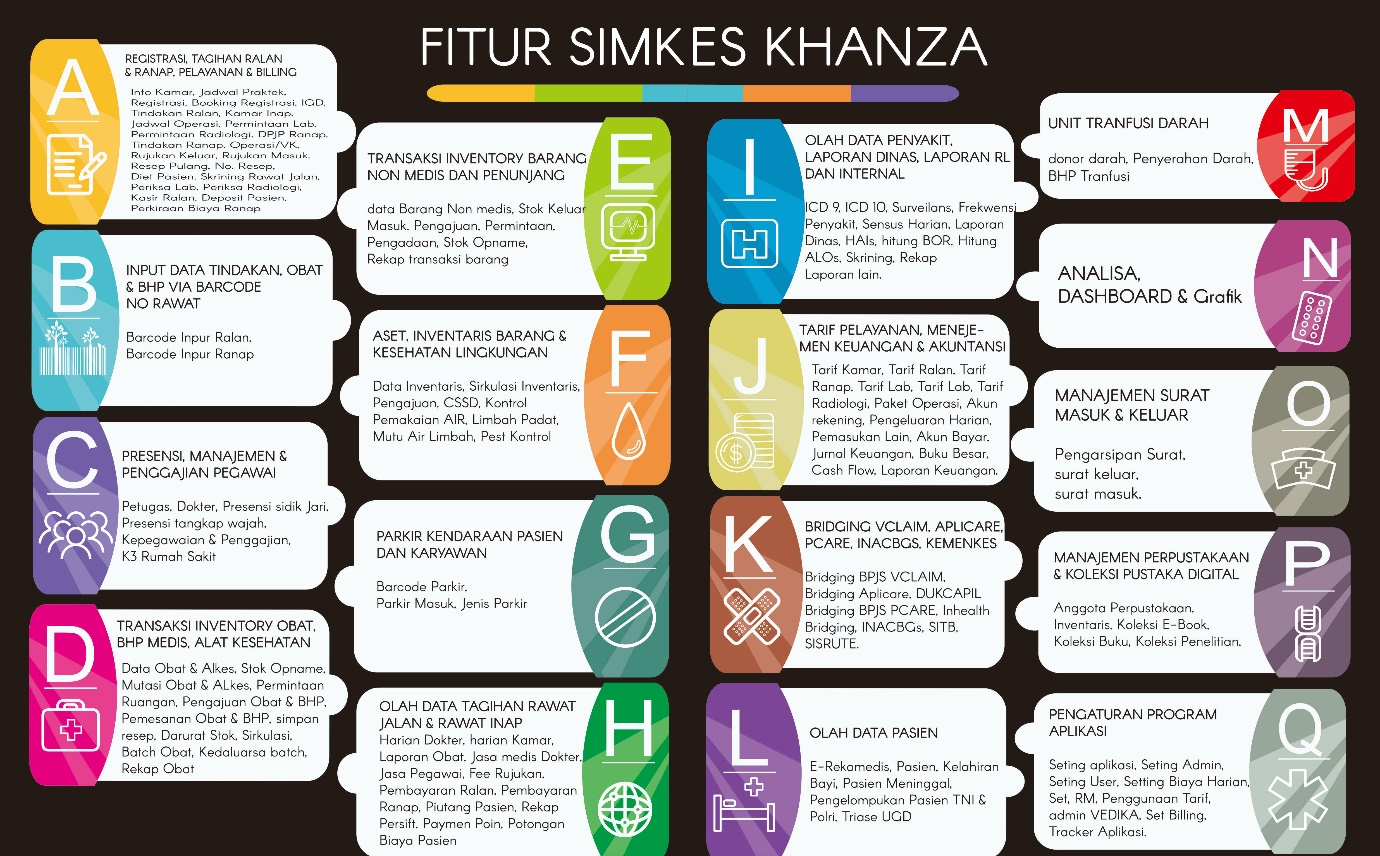 FITUR SIMKES KHANZA
A
REGISTRASI, TAGIHAN RALAN
& RANAP, PELAYANAN & BILLING
Info Kamar, Jadwal Praktek,
Registrasi, Booking Registrasi, IGD,
Tindakan Ralan, Kamar Inap,
Jadwal Operasi, Permintaan Lab,
Permintaan Radiologi, DPJP Ranap,
Tindakan Ranap, Operasi/VK,
Rujukan Keluar, Rujukan Masuk,
Resep Pulang, No. Resep,
Diet Pasien, Skrining Rawat Jalan,
Periksa Lab, Periksa Radiologi,
Kasir Ralan, Deposit Pasien,
Perkiraan Biaya Ranap
B
INPUT DATA TINDAKAN, OBAT
& BHP VIA BARCODE
NO RAWAT
Barcode Inpur Ralan,
Barcode Inpur Ranap
C
PRESENSI, MANAJEMEN &
PENGGAJIAN PEGAWAI
Petugas, Dokter, Presensi sidik Jari,
Presensi tangkap wajah,
Kepegawaian & Penggajian,
K3 Rumah Sakit
D
TRANSAKSI INVENTORY OBAT,
BHP MEDIS, ALAT KESEHATAN
Data Obat & Alkes, Stok Opname,
Mutasi Obat & ALkes, Permintaan
Ruangan, Pengajuan Obat & BHP,
Pemesanan Obat & BHP, simpan
resep, Darurat Stok, Sirkulasi,
Batch Obat, Kedaluarsa batch,
Rekap Obat
E
TRANSAKSI INVENTORY BARANG
NON MEDIS DAN PENUNJANG
data Barang Non medis, Stok Keluar
Masuk, Pengajuan, Permintaan,
Pengadaan, Stok Opname,
Rekap transaksi barang
F
ASET, INVENTARIS BARANG &
KESEHATAN LINGKUNGAN
Data Inventaris, Sirkulasi Inventaris,
Pengajuan, CSSD, Kontrol
Pemakaian AIR, Limbah Padat,
Mutu Air Limbah, Pest Kontrol
G
PARKIR KENDARAAN PASIEN
DAN KARYAWAN
Barcode Parkir,
Parkir Masuk, Jenis Parkir
H
OLAH DATA TAGIHAN RAWAT
JALAN & RAWAT INAP
Harian Dokter, harian Kamar,
Laporan Obat, Jasa medis Dokter,
Jasa Pegawai, Fee Rujukan,
Pembayaran Ralan, Pembayaran
Ranap, Piutang Pasien, Rekap
Persift, Paymen Poin, Potongan
Biaya Pasien
I
OLAH DATA PENYAKIT,
LAPORAN DINAS, LAPORAN RL
DAN INTERNAL
ICD 9, ICD 10, Surveilans, Frekwensi
Penyakit, Sensus Harian, Laporan
Dinas, HAIs, hitung BOR, Hitung
ALOs, Skrining, Rekap
Laporan lain.
J
TARIF PELAYANAN, MENEJE-
MEN KEUANGAN & AKUNTANSI
Tarif Kamar, Tarif Ralan, Tarif
Ranap, Tarif Lab, Tarif Lab, Tarif
Radiologi, Paket Operasi, Akun
rekening, Pengeluaran Harian,
Pemasukan Lain, Akun Bayar,
Jurnal Keuangan, Buku Besar,
Cash Flow, Laporan Keuangan,
K
BRIDGING VCLAIM, APLICARE,
PCARE, INACBGS, KEMENKES
Bridging BPJS VCLAIM,
Bridging Aplicare, DUKCAPIL
Bridging BPJS PCARE, Inhealth
Bridging, INACBGs, SITB,
SISRUTE.
L
OLAH DATA PASIEN
E-Rekamedis, Pasien, Kelahiran
Bayi, Pasien Meninggal,
Pengelompukan Pasien TNI &
Polri, Triase UGD
M
UNIT TRANFUSI DARAH
donor darah, Penyerahan Darah,
BHP Tranfusi
N
ANALISA,
DASHBOARD & Grafik
O
MANAJEMEN SURAT
MASUK & KELUAR
Pengarsipan Surat,
surat keluar,
surat masuk.
P
MANAJEMEN PERPUSTAKAAN
& KOLEKSI PUSTAKA DIGITAL
Anggota Perpustakaan,
Inventaris, Koleksi E-Book,
Koleksi Buku, Koleksi Penelitian.
Q
PENGATURAN PROGRAM
APLIKASI
Seting aplikasi, Seting Admin,
Seting User, Setting Biaya Harian,
Set, RM, Penggunaan Tarif,
admin VEDIKA, Set Billing,
Tracker Aplikasi.